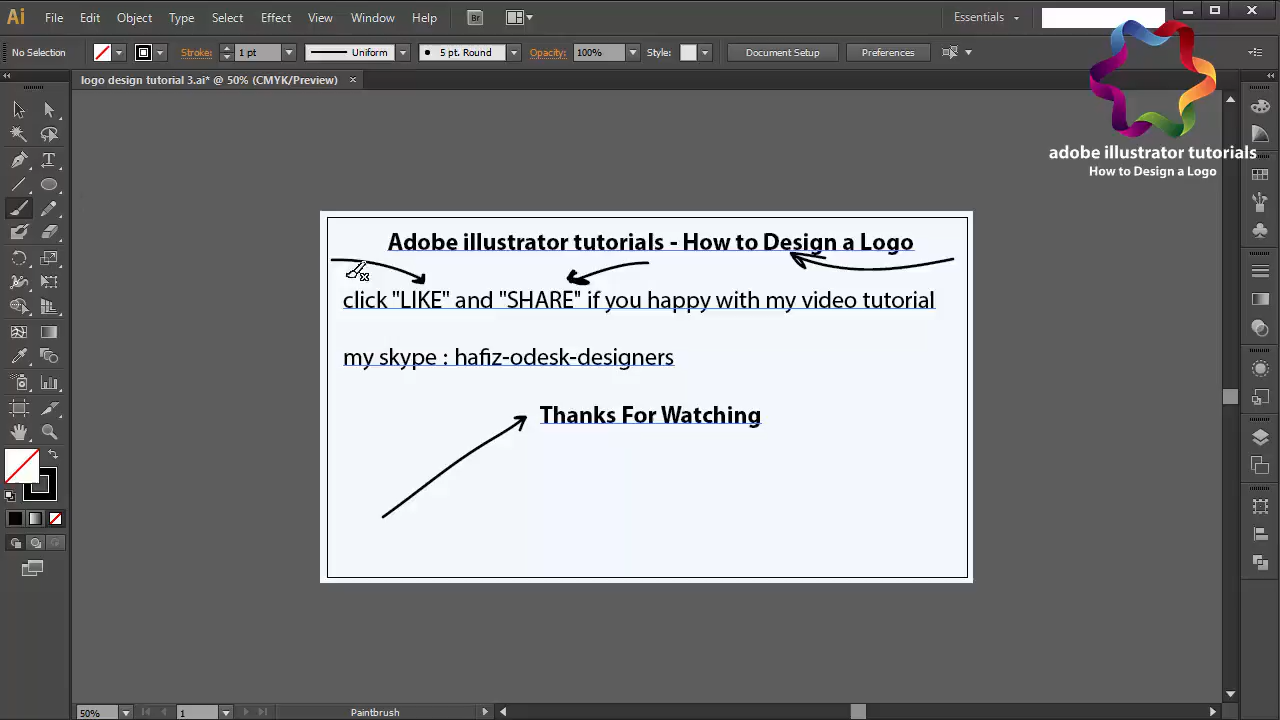 Ai File Edit Object Type Select Effect View Window Help Br Essentials
No Selection Stroke: 1 pt Uniform 5 pt. Round Opacity: 100% Style: Document Setup Preferences
logo design tutorial 3.ai* @ 50% (CMYK/Preview)
adobe illustrator tutorials
How to Design a Logo
Adobe illustrator tutorials - How to Design a Logo
click "LIKE" and "SHARE" if you happy with my video tutorial
my skype : hafiz-odesk-designers
Thanks For Watching
50% 1 Paintbrush